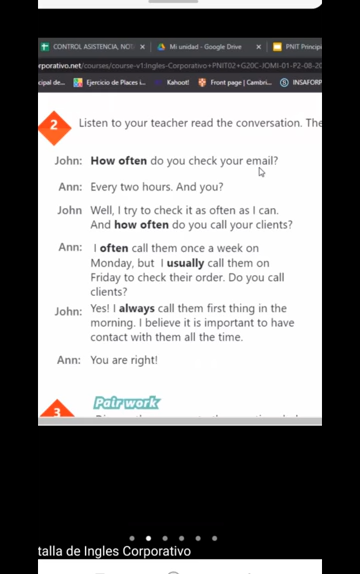 CONTROL ASISTENCIA, NOT
Mi unidad - Google Drive
PNIT Principi
orporativo.net/courses/course-v1:Ingles-Corporativo+PNIT02+G20C-JOMI-01-P2-08-20
cipal de...
Ejercicio de Places i...
Kahoot!
Front page | Cambri...
INSAFORP
2
Listen to your teacher read the conversation. The
John: How often do you check your email?
Ann: Every two hours. And you?
John Well, I try to check it as often as I can.
And how often do you call your clients?
Ann: I often call them once a week on
Monday, but I usually call them on
Friday to check their order. Do you call
clients?
John: Yes! I always call them first thing in the
morning. I believe it is important to have
contact with them all the time.
Ann: You are right!
3
Pair work
talla de Ingles Corporativo